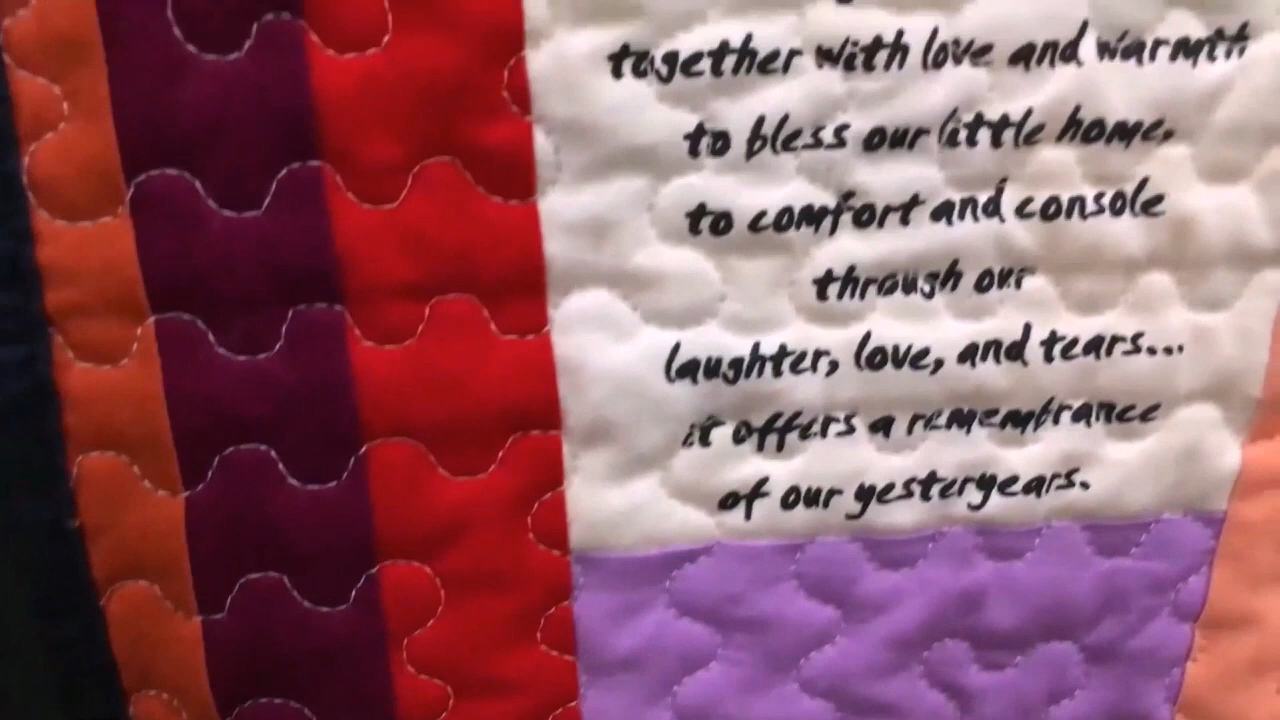 together with love and warmth
to bless our little home,
to comfort and console
through our
laughter, love, and tears...
it offers a remembrance
of our yesteryears.